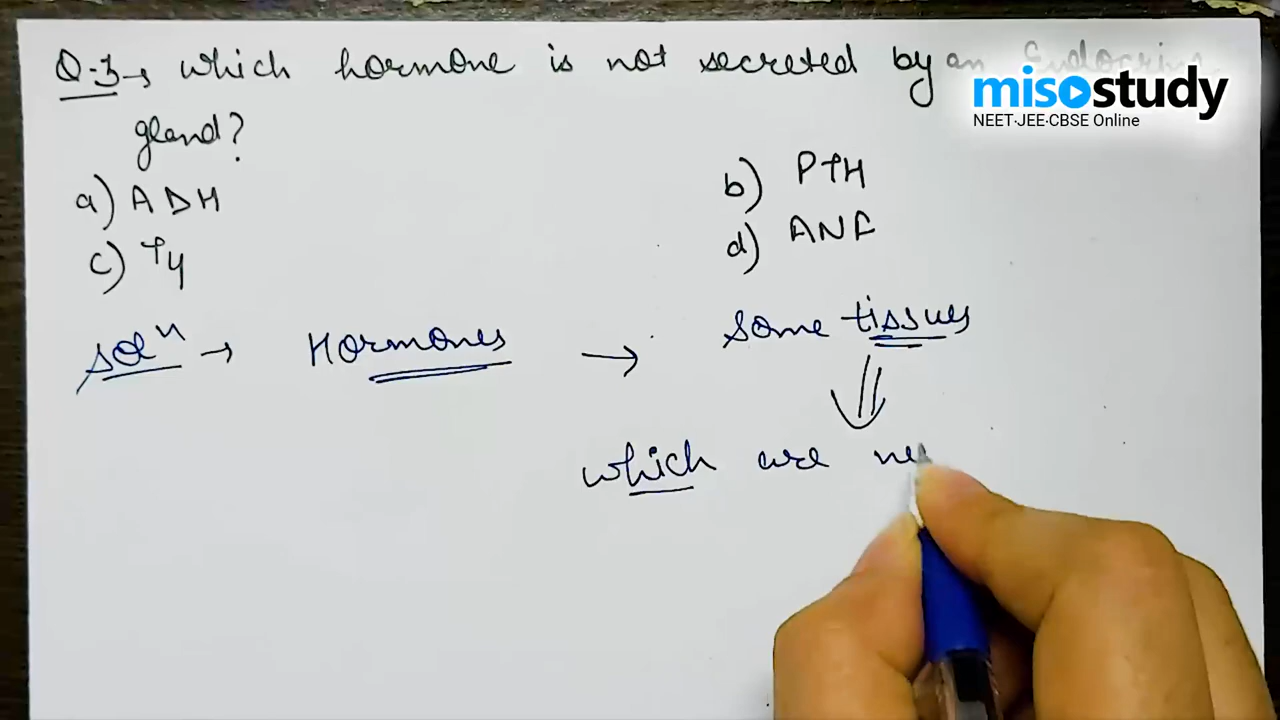 Q.3→ which hormone is not secreted by an Endocrine
gland?
a) ADH
b) PTH
c) T4
d) ANF
solⁿ → Hormones → Some tissues
which are
misostudy
NEET·JEE·CBSE Online